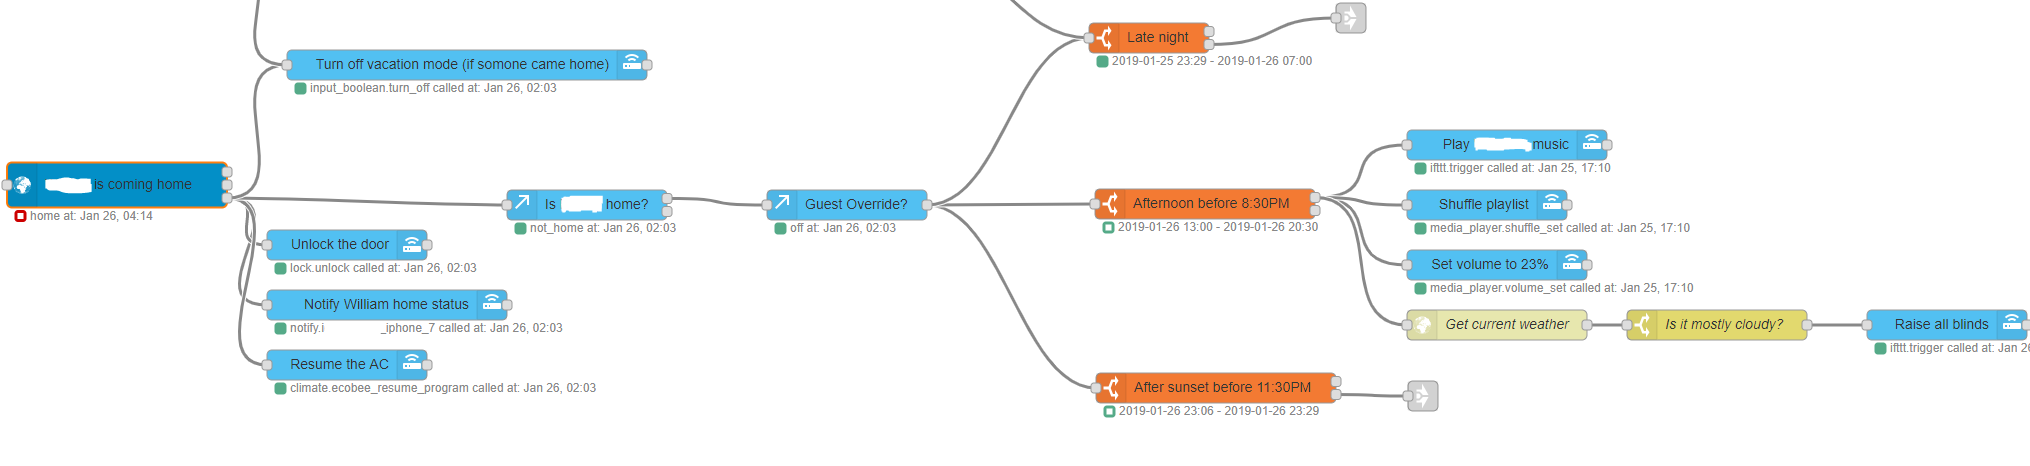 Late night
2019-01-25 23:29 - 2019-01-26 07:00
Turn off vacation mode (if somone came home)
input_boolean.turn_off called at: Jan 26, 02:03
Play music
ifttt.trigger called at: Jan 25, 17:10
is coming home
home at: Jan 26, 04:14
Is home?
not_home at: Jan 26, 02:03
Guest Override?
off at: Jan 26, 02:03
Afternoon before 8:30PM
2019-01-26 13:00 - 2019-01-26 20:30
Shuffle playlist
media_player.shuffle_set called at: Jan 25, 17:10
Unlock the door
lock.unlock called at: Jan 26, 02:03
Set volume to 23%
media_player.volume_set called at: Jan 25, 17:10
Notify William home status
notify.i _iphone_7 called at: Jan 26, 02:03
Get current weather
Is it mostly cloudy?
Raise all blinds
ifttt.trigger called at: Jan 26
Resume the AC
climate.ecobee_resume_program called at: Jan 26, 02:03
After sunset before 11:30PM
2019-01-26 23:06 - 2019-01-26 23:29